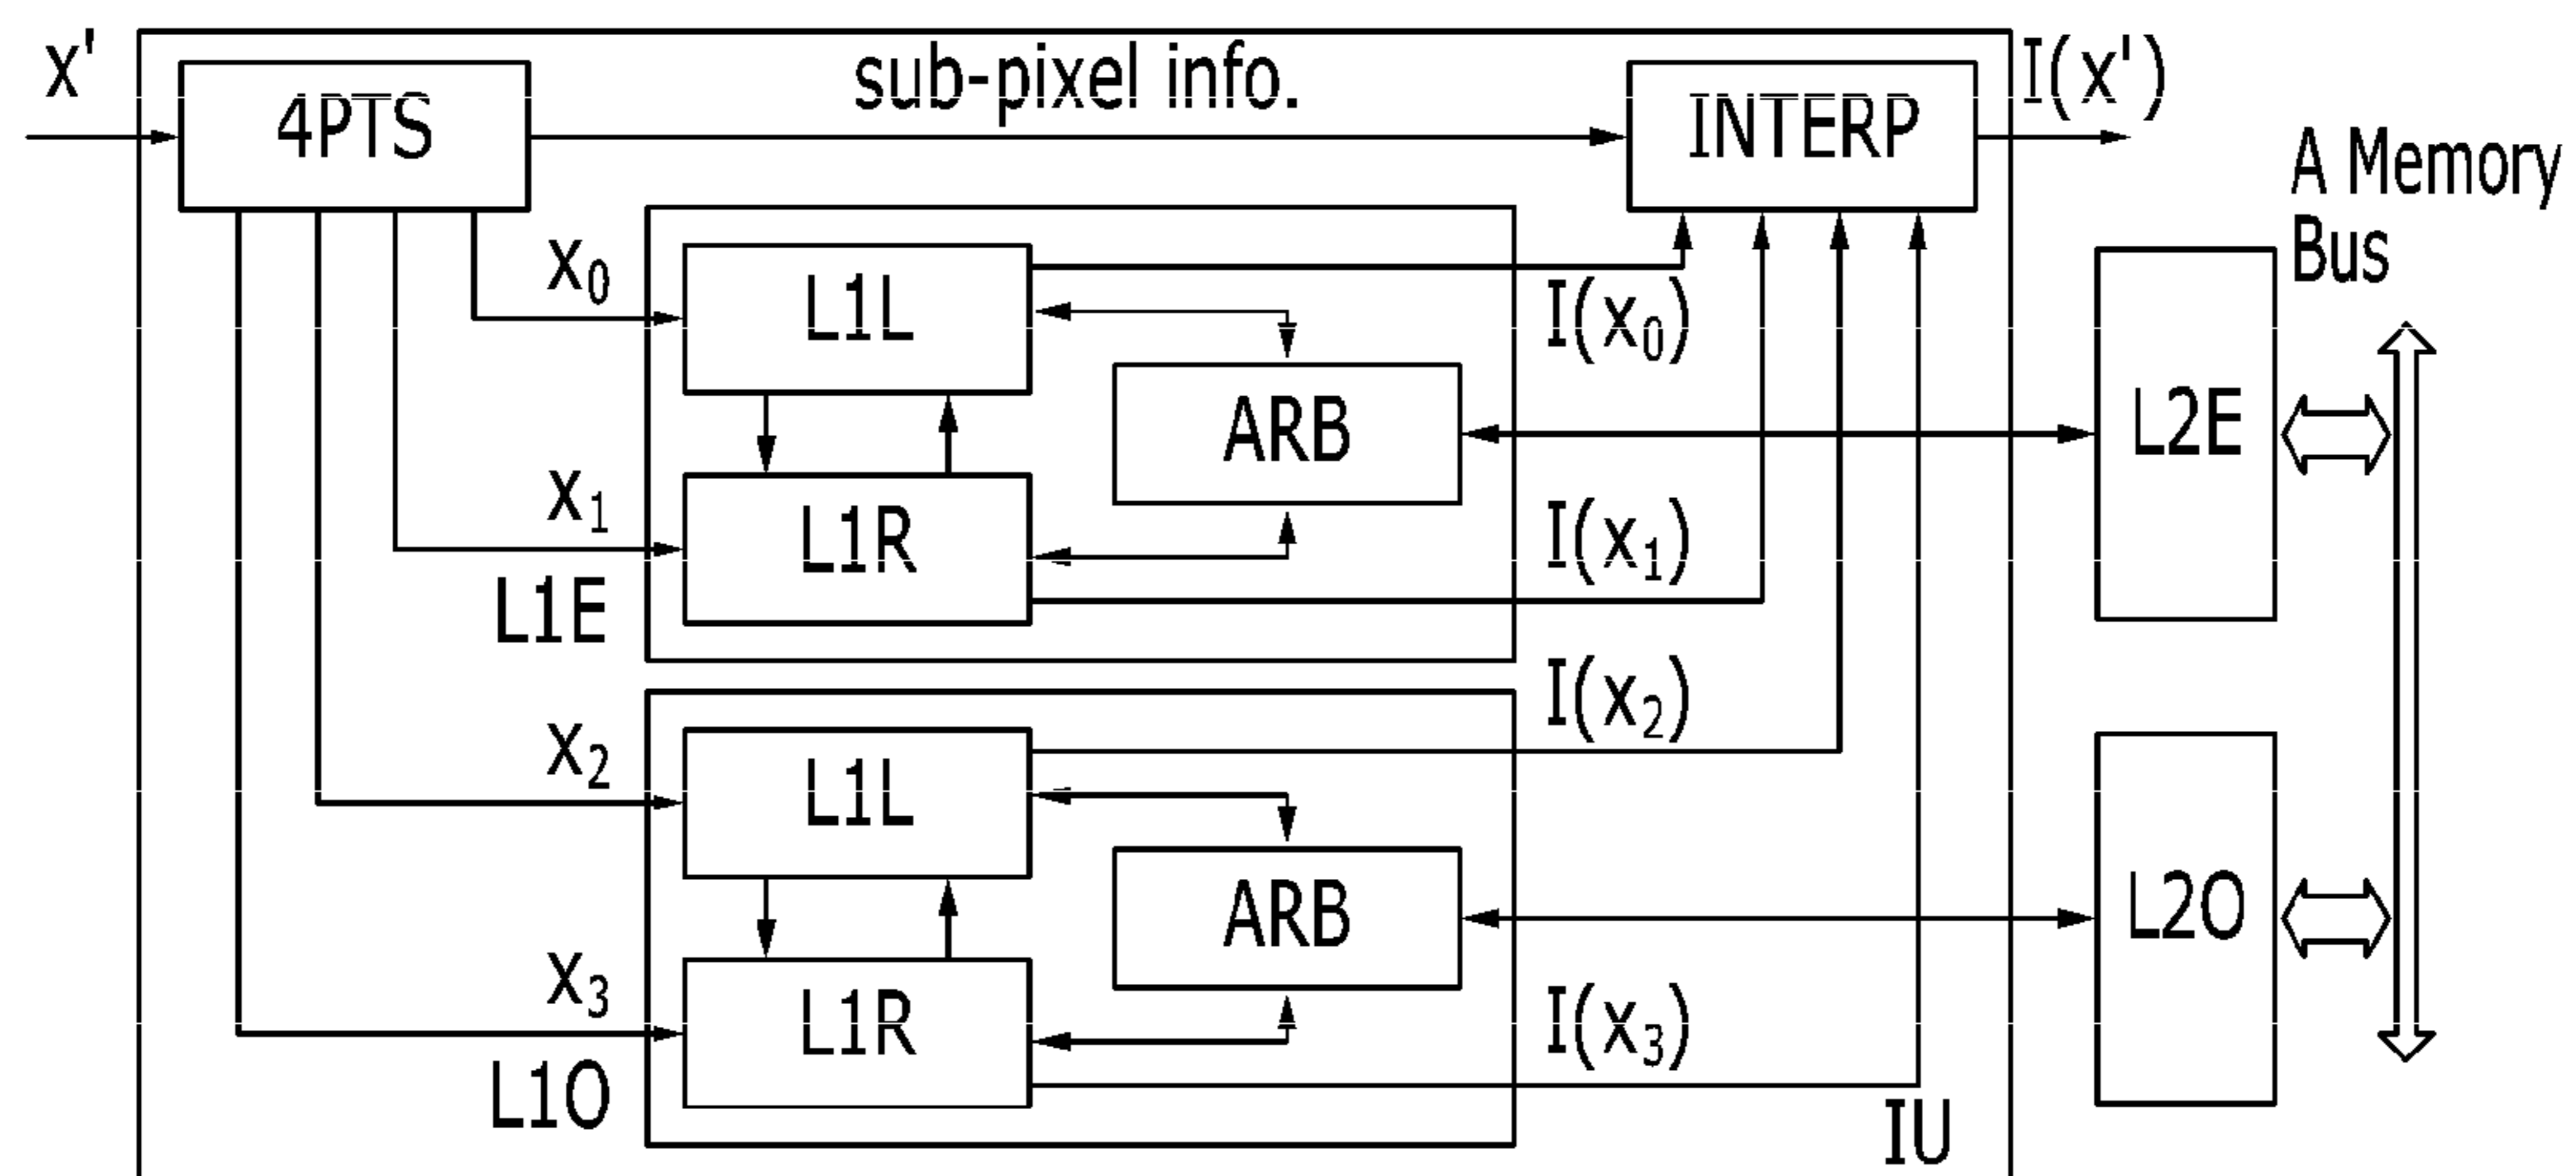 x'
4PTS
sub-pixel info.
INTERP
I(x')
A Memory
Bus
x₀
L1L
I(x₀)
ARB
L2E
x₁
L1R
I(x₁)
L1E
x₂
L1L
I(x₂)
ARB
L2O
x₃
L1R
I(x₃)
L1O
IU